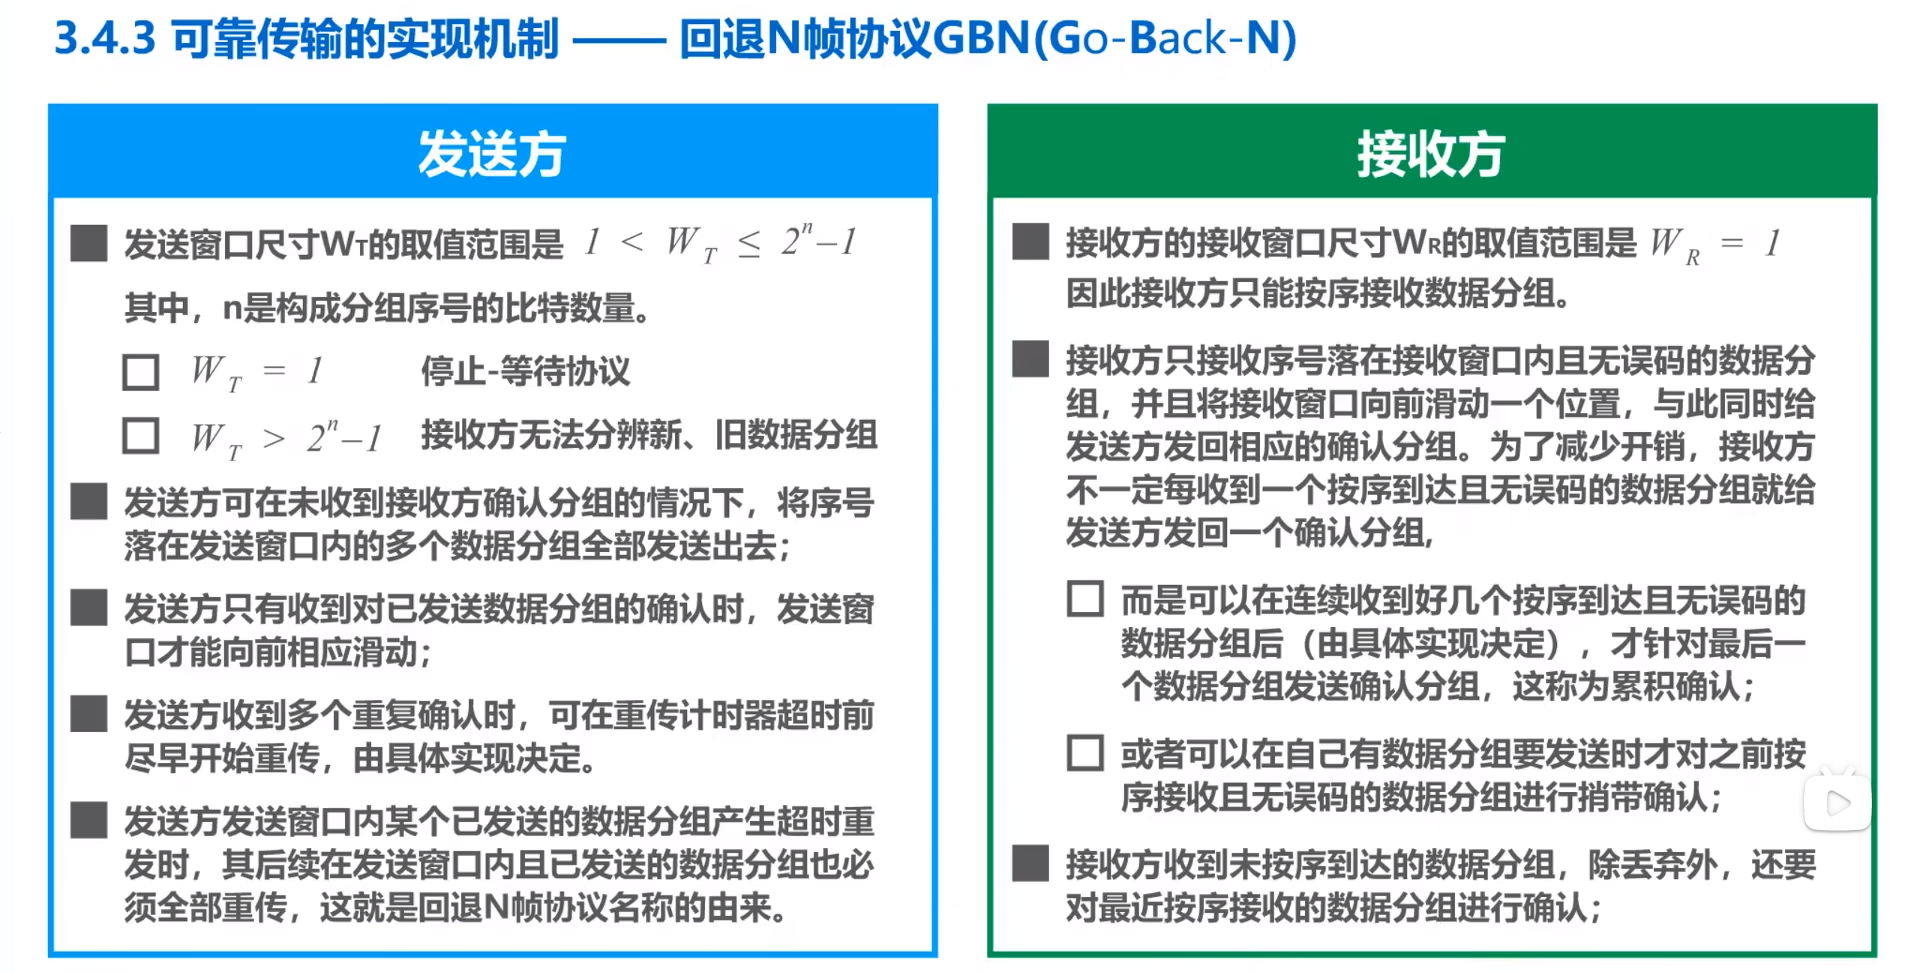 3.4.3 可靠传输的实现机制 —— 回退N帧协议GBN(Go-Back-N)
发送方
发送窗口尺寸WT的取值范围是 1 < W_T ≤ 2^n–1
其中，n是构成分组序号的比特数量。
W_T = 1 停止-等待协议
W_T > 2^n–1 接收方无法分辨新、旧数据分组
发送方可在未收到接收方确认分组的情况下，将序号
落在发送窗口内的多个数据分组全部发送出去；
发送方只有收到对已发送数据分组的确认时，发送窗
口才能向前相应滑动；
发送方收到多个重复确认时，可在重传计时器超时前
尽早开始重传，由具体实现决定。
发送方发送窗口内某个已发送的数据分组产生超时重
发时，其后续在发送窗口内且已发送的数据分组也必
须全部重传，这就是回退N帧协议名称的由来。
接收方
接收方的接收窗口尺寸WR的取值范围是 W_R = 1
因此接收方只能按序接收数据分组。
接收方只接收序号落在接收窗口内且无误码的数据分
组，并且将接收窗口向前滑动一个位置，与此同时给
发送方发回相应的确认分组。为了减少开销，接收方
不一定每收到一个按序到达且无误码的数据分组就给
发送方发回一个确认分组,
而是可以在连续收到好几个按序到达且无误码的
数据分组后（由具体实现决定），才针对最后一
个数据分组发送确认分组，这称为累积确认；
或者可以在自己有数据分组要发送时才对之前按
序接收且无误码的数据分组进行捎带确认；
接收方收到未按序到达的数据分组，除丢弃外，还要
对最近按序接收的数据分组进行确认；